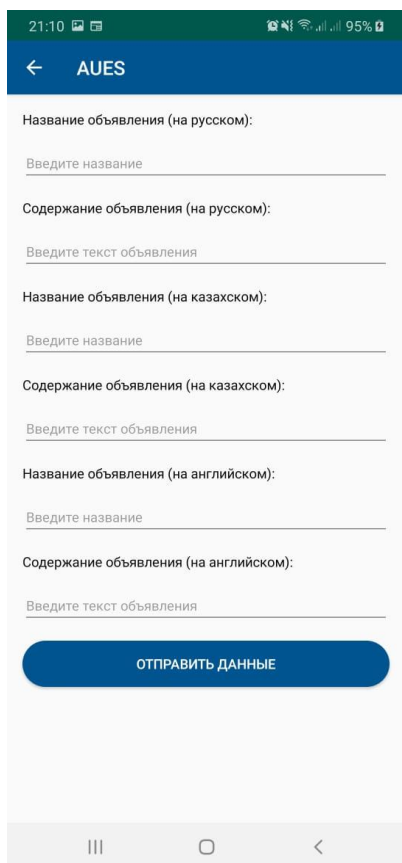 21:10 95%
AUES
Название объявления (на русском):
Введите название
Содержание объявления (на русском):
Введите текст объявления
Название объявления (на казахском):
Введите название
Содержание объявления (на казахском):
Введите текст объявления
Название объявления (на английском):
Введите название
Содержание объявления (на английском):
Введите текст объявления
ОТПРАВИТЬ ДАННЫЕ